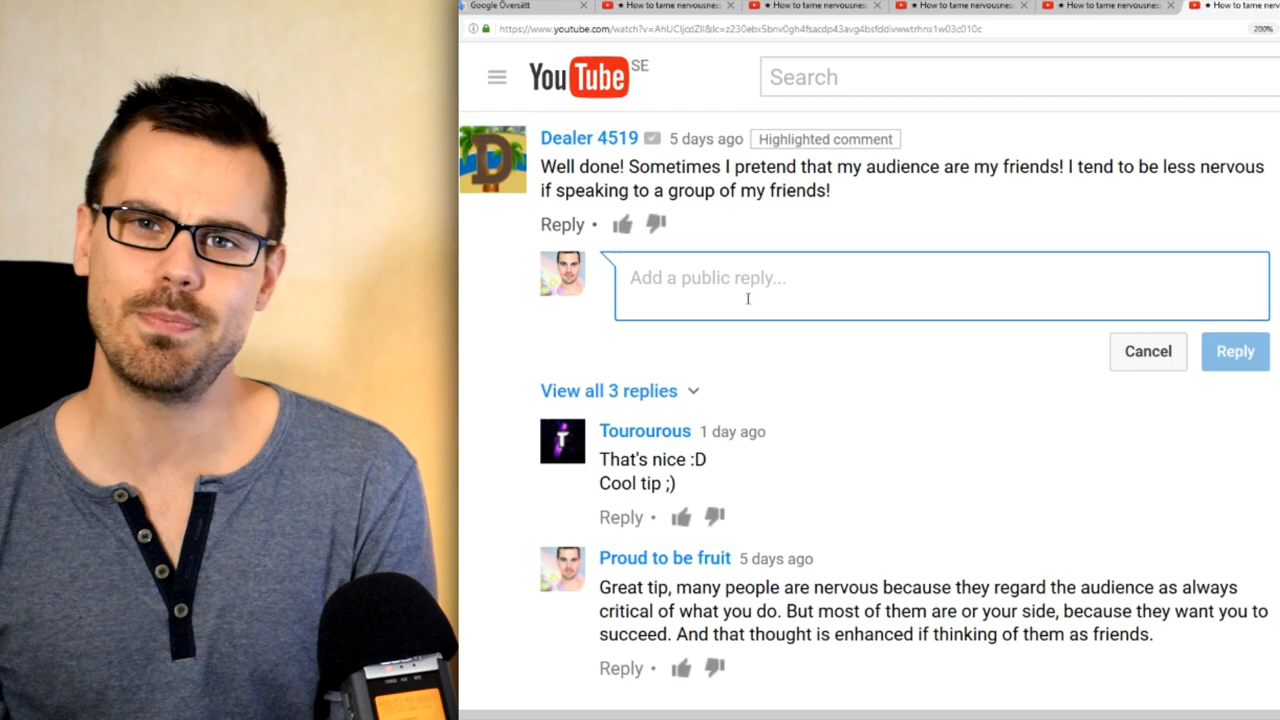 Google Översätt
★ How to tame nervousnes
★ How to tame nervousnes
★ How to tame nervousnes
★ How to tame nervousnes
★ How to tame nerv
200%
YouTube SE
Search
D
Dealer 4519 5 days ago Highlighted comment
Well done! Sometimes I pretend that my audience are my friends! I tend to be less nervous
if speaking to a group of my friends!
Reply •
Add a public reply...
Cancel Reply
View all 3 replies
T
Tourourous 1 day ago
That's nice :D
Cool tip ;)
Reply •
Proud to be fruit 5 days ago
Great tip, many people are nervous because they regard the audience as always
critical of what you do. But most of them are or your side, because they want you to
succeed. And that thought is enhanced if thinking of them as friends.
Reply •